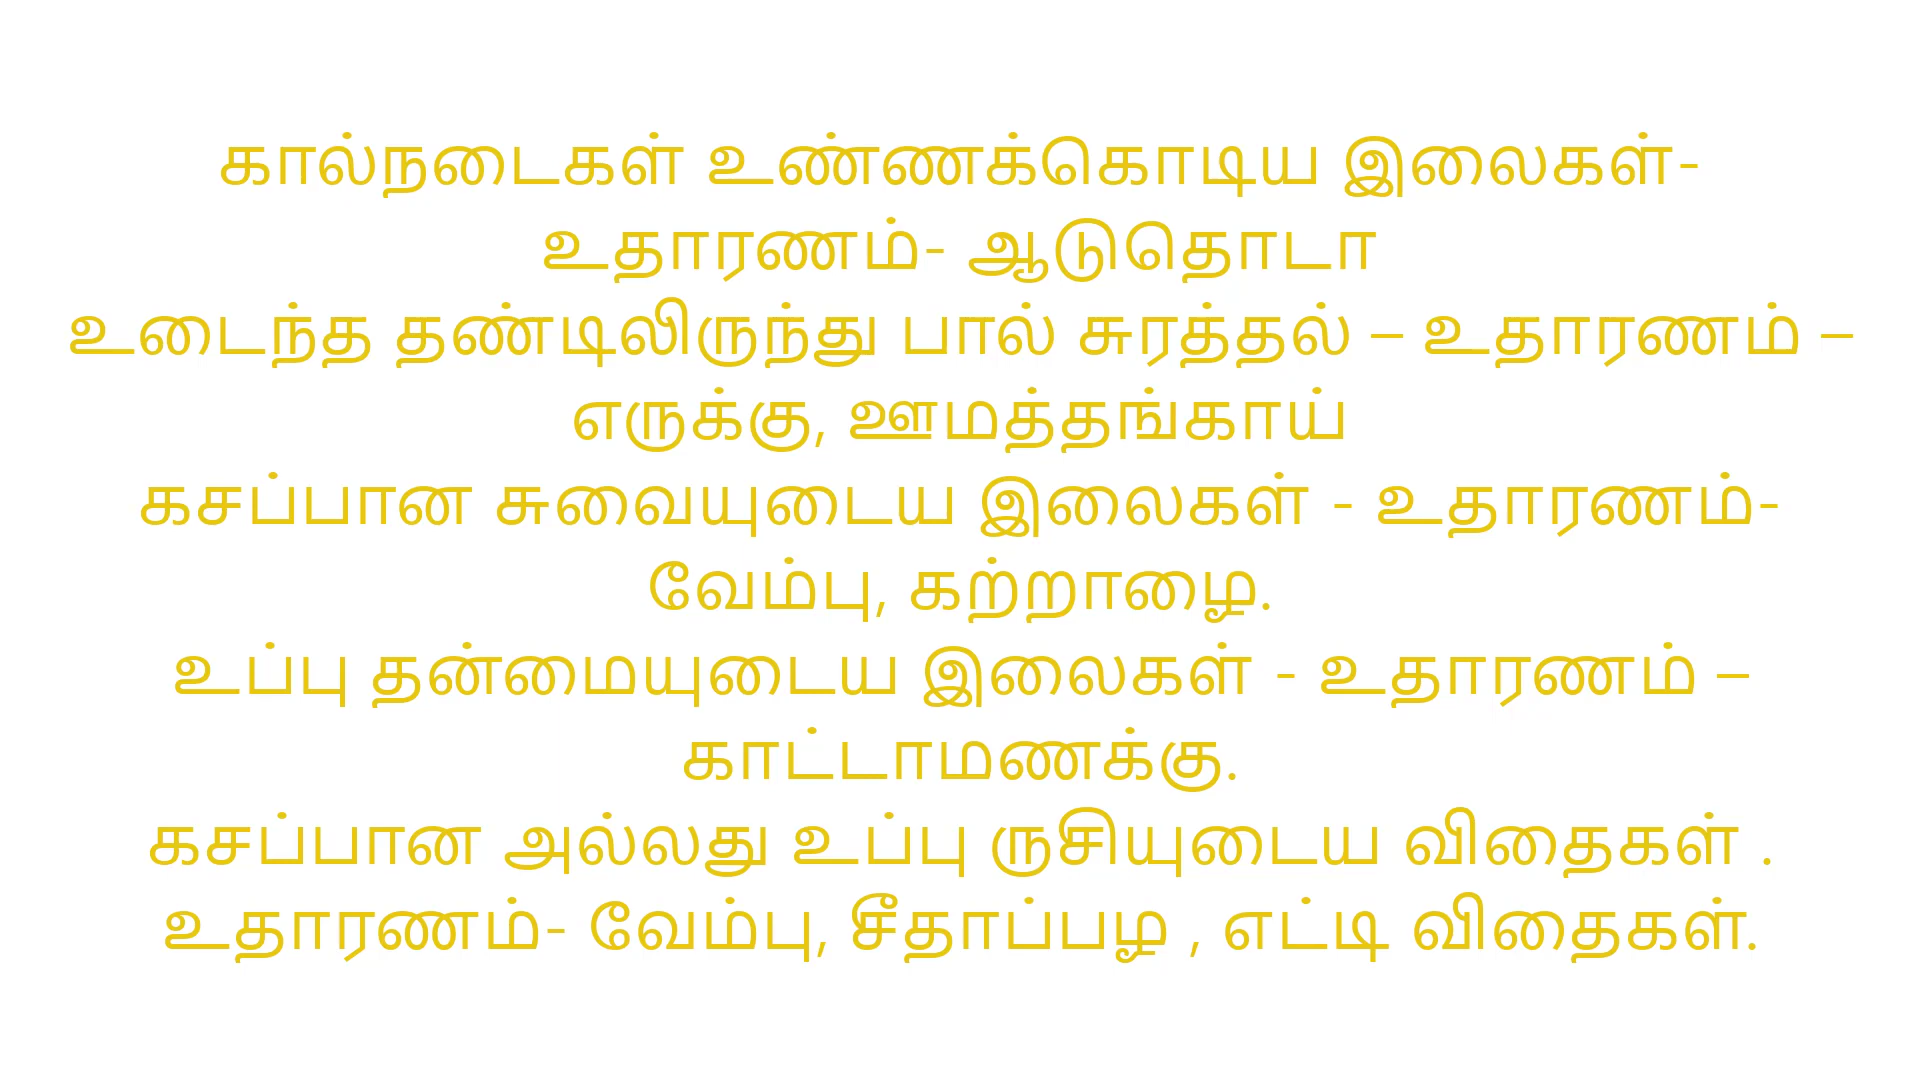 கால்நடைகள் உண்ணக்கொடிய இலைகள்-
உதாரணம்- ஆடுதொடா
உடைந்த தண்டிலிருந்து பால் சுரத்தல் – உதாரணம் –
எருக்கு, ஊமத்தங்காய்
கசப்பான சுவையுடைய இலைகள் - உதாரணம்-
வேம்பு, கற்றாழை.
உப்பு தன்மையுடைய இலைகள் - உதாரணம் –
காட்டாமணக்கு.
கசப்பான அல்லது உப்பு ருசியுடைய விதைகள் .
உதாரணம்- வேம்பு, சீதாப்பழ , எட்டி விதைகள்.